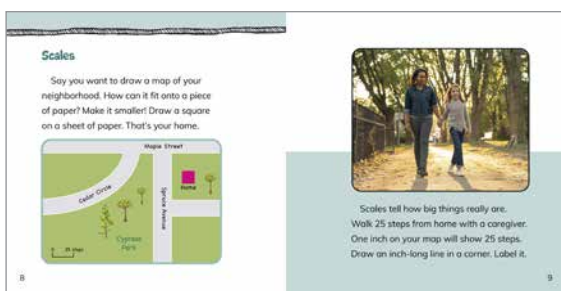 Scales
Say you want to draw a map of your
neighborhood. How can it fit onto a piece
of paper? Make it smaller! Draw a square
on a sheet of paper. That's your home.
Maple Street
Cedar Circle
Spruce Avenue
Home
Cypress
Park
0 25 steps
8
Scales tell how big things really are.
Walk 25 steps from home with a caregiver.
One inch on your map will show 25 steps.
Draw an inch-long line in a corner. Label it.
9